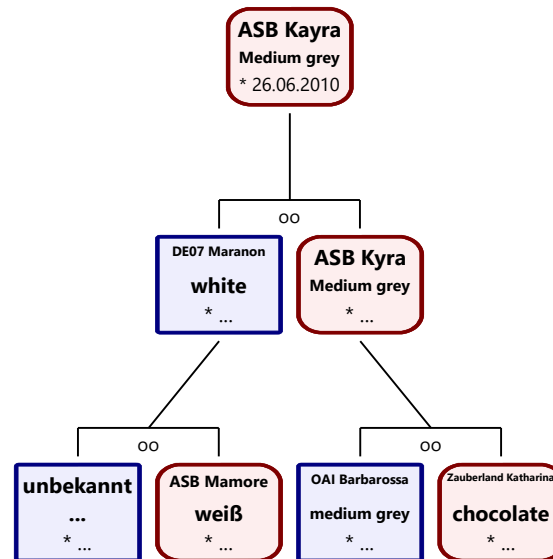 ASB Kayra
Medium grey
* 26.06.2010
oo
DE07 Maranon
white
* ...
ASB Kyra
Medium grey
* ...
oo
oo
unbekannt
...
* ...
ASB Mamore
weiß
* ...
OAI Barbarossa
medium grey
* ...
Zauberland Katharina
chocolate
* ...